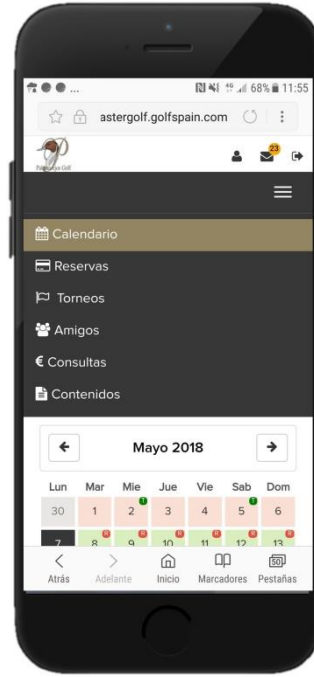 ... 68% 11:55
astergolf.golfspain.com
23
Calendario
Reservas
Torneos
Amigos
€ Consultas
Contenidos
Mayo 2018
Lun Mar Mie Jue Vie Sab Dom
30 1 2 3 4 5 6
7 8 R 9 R 10 R 11 R 12 R 13 R
50
Atrás Adelante Inicio Marcadores Pestañas